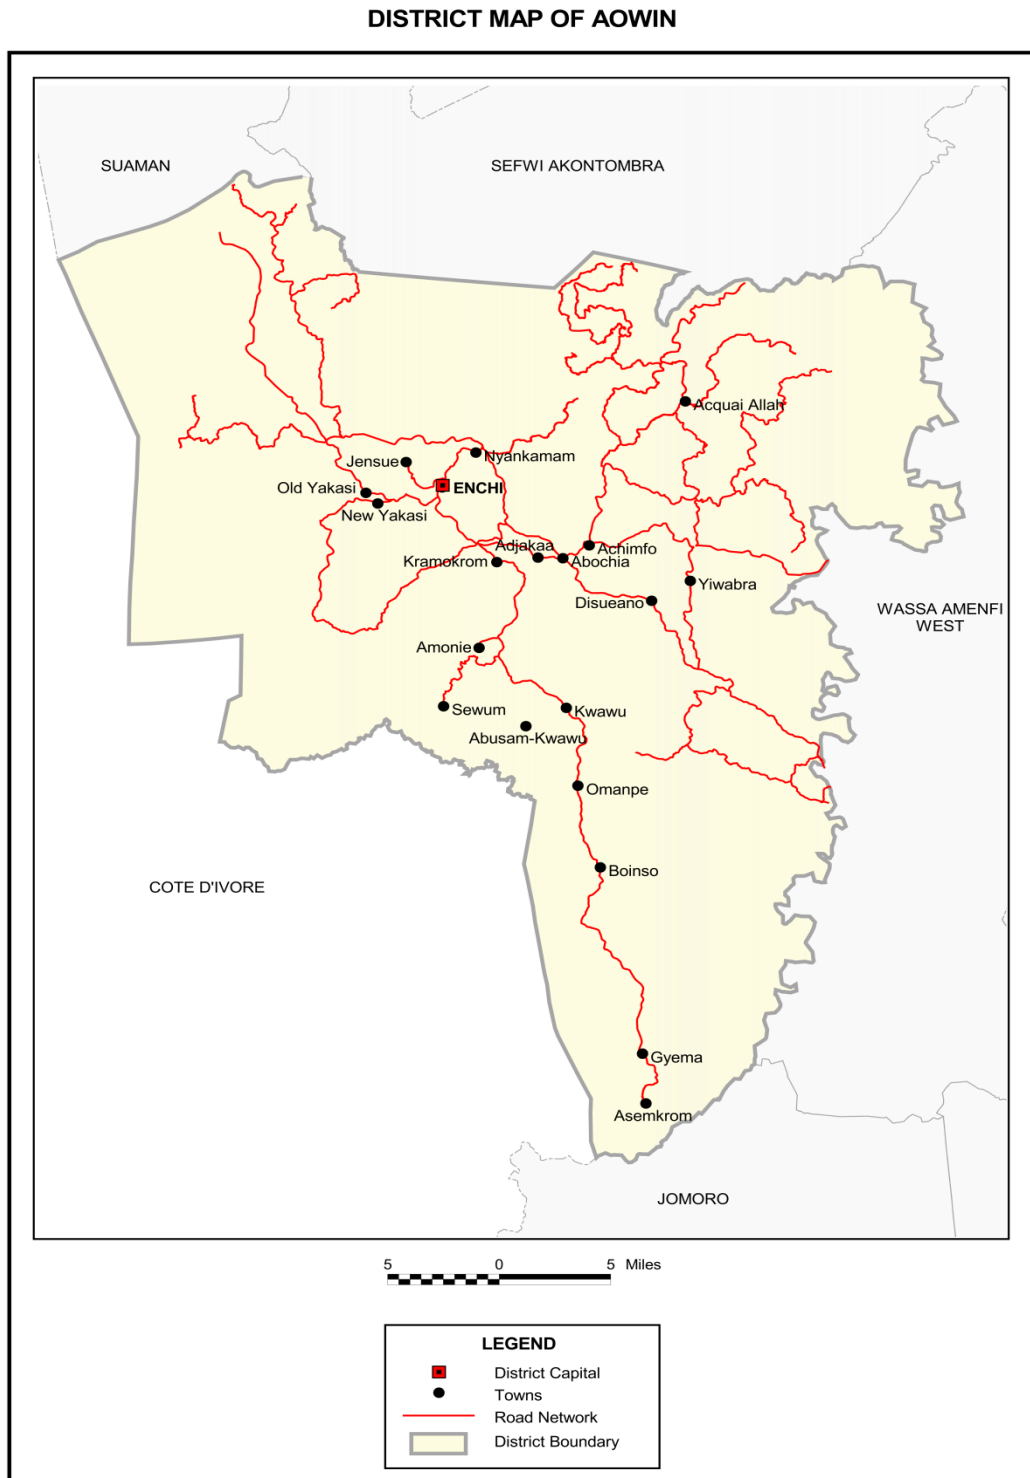 DISTRICT MAP OF AOWIN
SUAMAN
SEFWI AKONTOMBRA
Acquai Allah
Nyankamam
Jensue
Old Yakasi
ENCHI
New Yakasi
Adjakaa
Achimfo
Kramokrom
Abochia
Yiwabra
Disueano
WASSA AMENFI
WEST
Amonie
Sewum
Kwawu
Abusam-Kwawu
Omanpe
Boinso
COTE D'IVORE
Gyema
Asemkrom
JOMORO
5 0 5 Miles
LEGEND
District Capital
Towns
Road Network
District Boundary